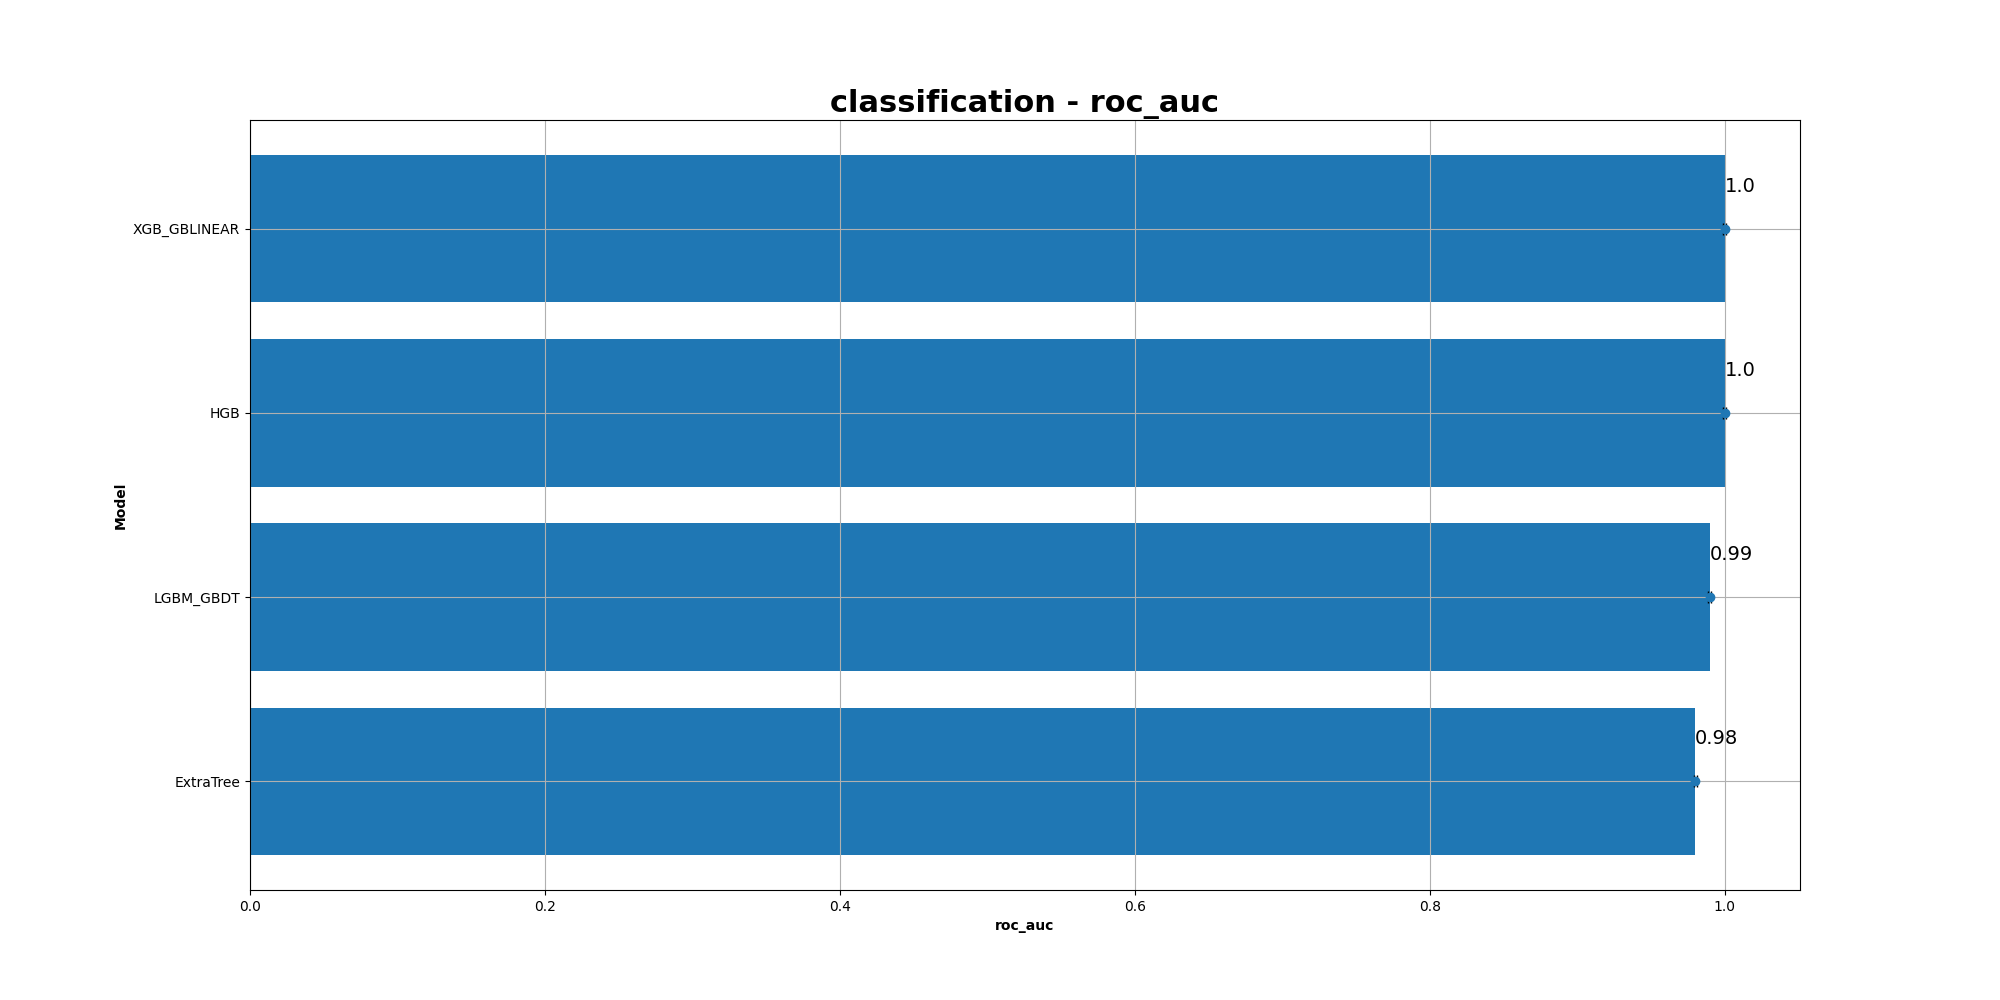 classification - roc_auc
1.0
XGB_GBLINEAR
1.0
HGB
Model
0.99
LGBM_GBDT
0.98
ExtraTree
0.0 0.2 0.4 0.6 0.8 1.0
roc_auc